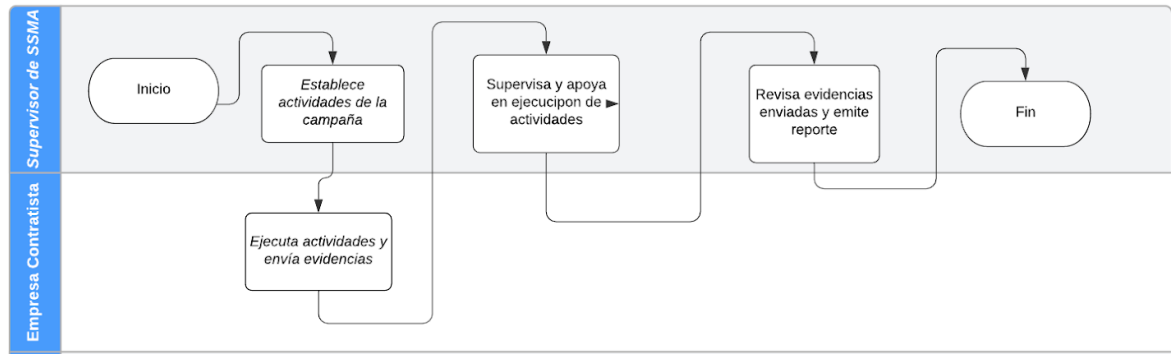 Supervisor de SSMA
Inicio
Establece
actividades de la
campaña
Supervisa y apoya
en ejecucipon de
actividades
Revisa evidencias
enviadas y emite
reporte
Fin
Empresa Contratista
Ejecuta actividades y
envía evidencias